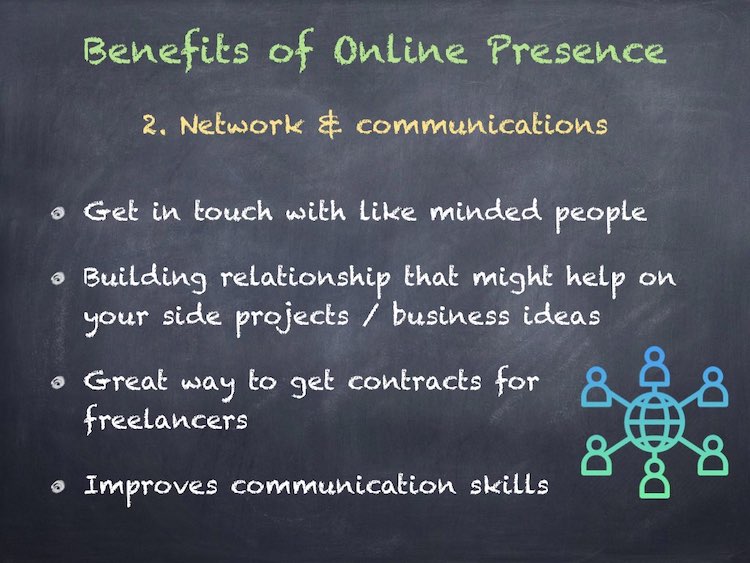 Benefits of Online Presence
2. Network & communications
Get in touch with like minded people
Building relationship that might help on
your side projects / business ideas
Great way to get contracts for
freelancers
Improves communication skills